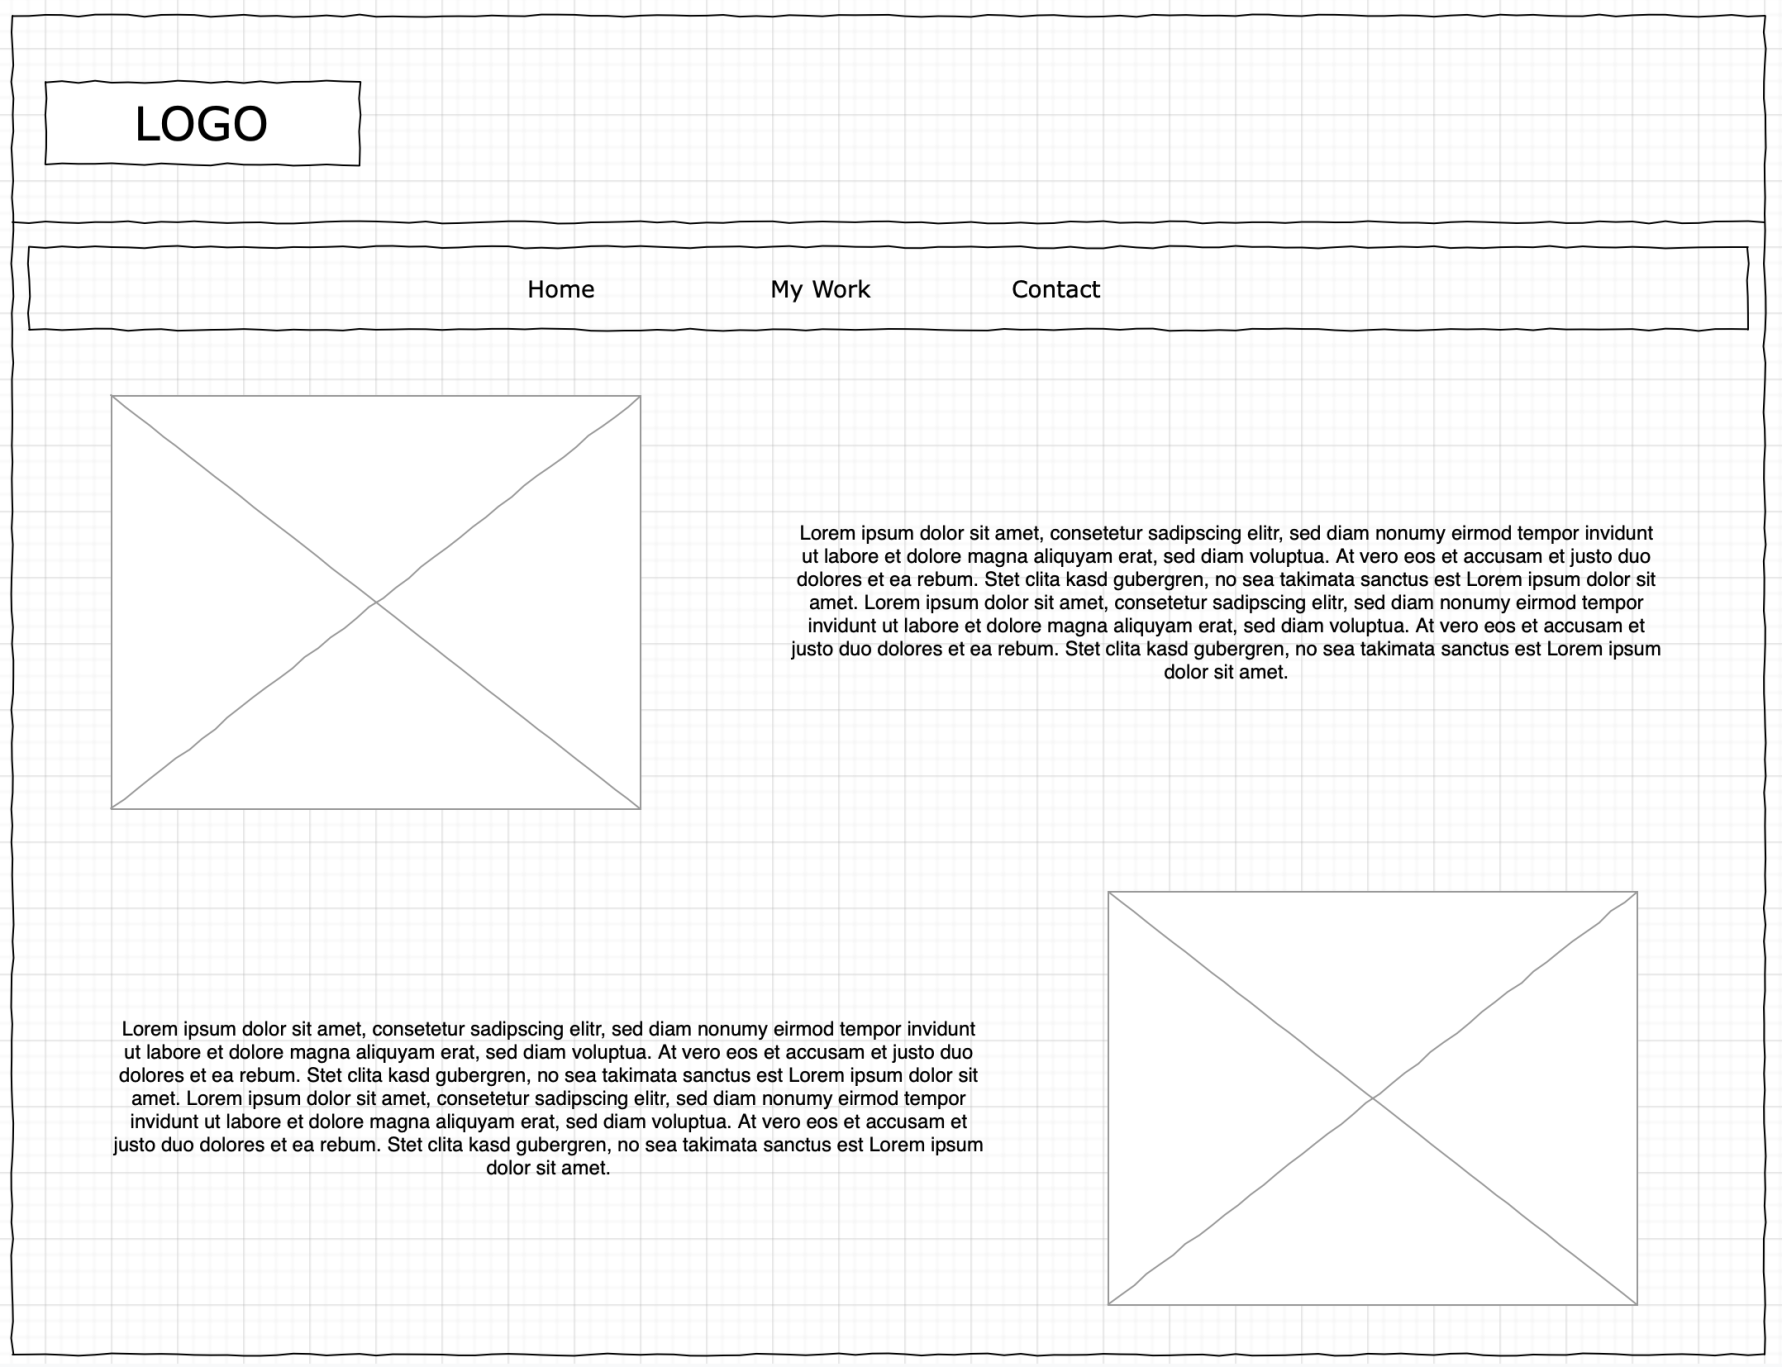 LOGO
Home My Work Contact
Lorem ipsum dolor sit amet, consetetur sadipscing elitr, sed diam nonumy eirmod tempor invidunt
ut labore et dolore magna aliquyam erat, sed diam voluptua. At vero eos et accusam et justo duo
dolores et ea rebum. Stet clita kasd gubergren, no sea takimata sanctus est Lorem ipsum dolor sit
amet. Lorem ipsum dolor sit amet, consetetur sadipscing elitr, sed diam nonumy eirmod tempor
invidunt ut labore et dolore magna aliquyam erat, sed diam voluptua. At vero eos et accusam et
justo duo dolores et ea rebum. Stet clita kasd gubergren, no sea takimata sanctus est Lorem ipsum
dolor sit amet.
Lorem ipsum dolor sit amet, consetetur sadipscing elitr, sed diam nonumy eirmod tempor invidunt
ut labore et dolore magna aliquyam erat, sed diam voluptua. At vero eos et accusam et justo duo
dolores et ea rebum. Stet clita kasd gubergren, no sea takimata sanctus est Lorem ipsum dolor sit
amet. Lorem ipsum dolor sit amet, consetetur sadipscing elitr, sed diam nonumy eirmod tempor
invidunt ut labore et dolore magna aliquyam erat, sed diam voluptua. At vero eos et accusam et
justo duo dolores et ea rebum. Stet clita kasd gubergren, no sea takimata sanctus est Lorem ipsum
dolor sit amet.